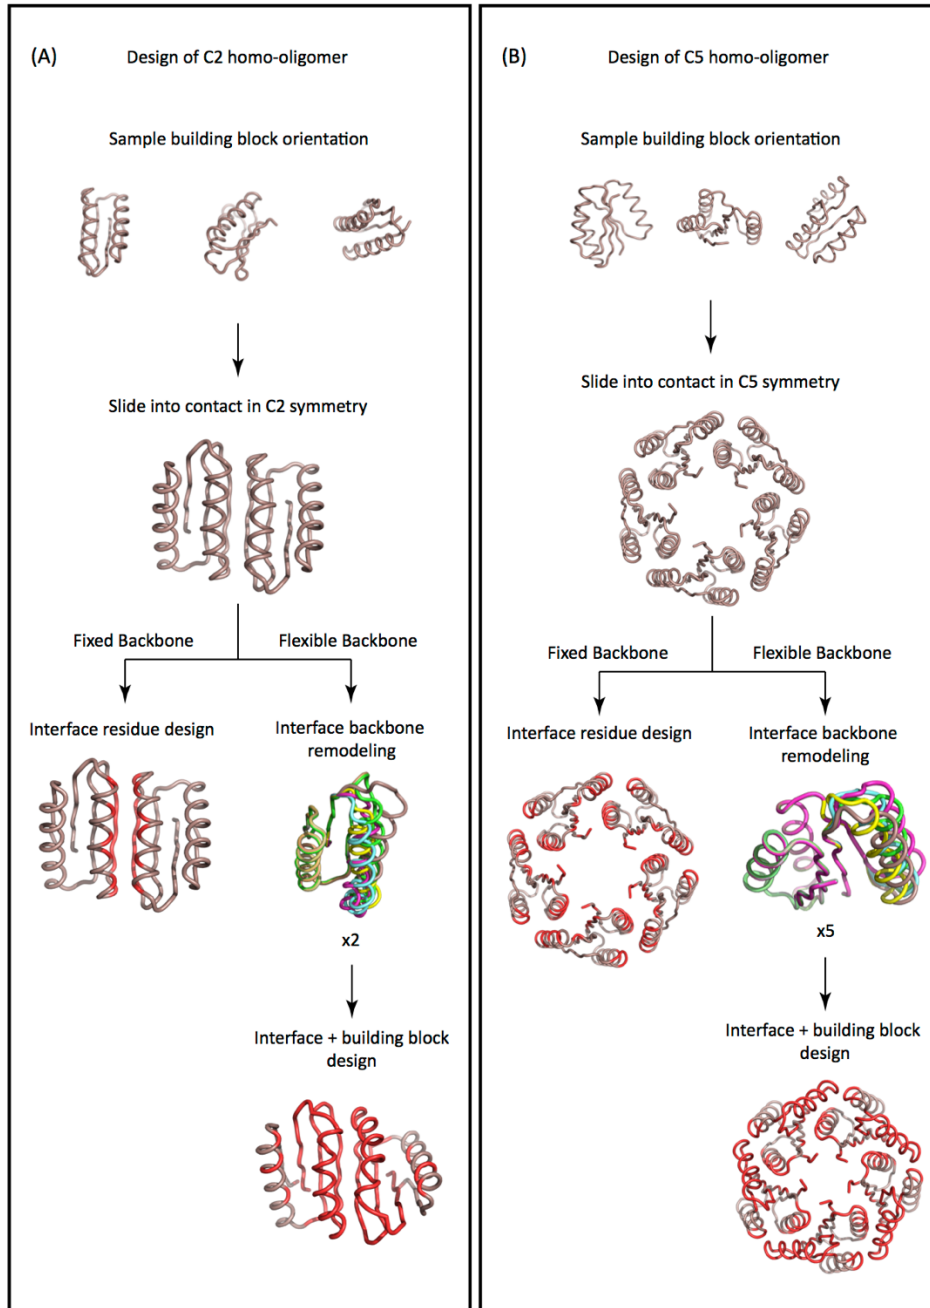 (A)
Design of C2 homo-oligomer
Sample building block orientation
Slide into contact in C2 symmetry
Fixed Backbone
Flexible Backbone
Interface residue design
Interface backbone
remodeling
x2
Interface + building block
design
(B)
Design of C5 homo-oligomer
Sample building block orientation
Slide into contact in C5 symmetry
Fixed Backbone
Flexible Backbone
Interface residue design
Interface backbone
remodeling
x5
Interface + building block
design